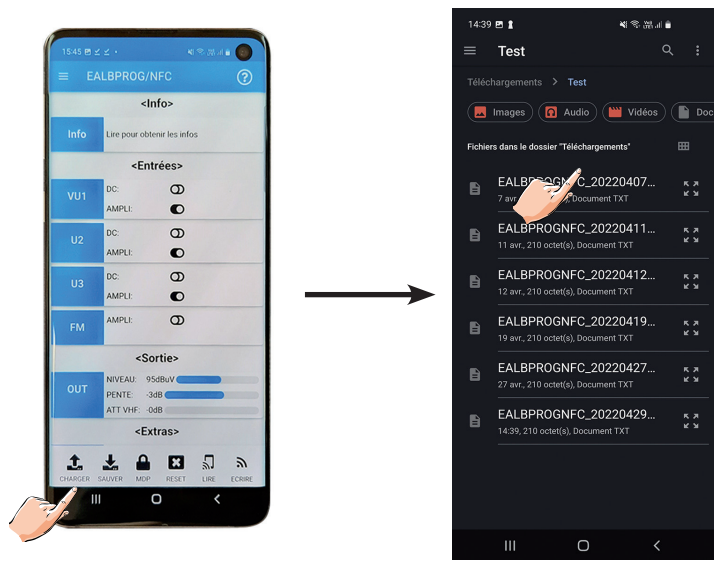 15:45
EALBPROG/NFC
?
<Info>
Info
Lire pour obtenir les infos
<Entrées>
VU1
DC:
AMPLI:
U2
DC:
AMPLI:
U3
DC:
AMPLI:
FM
AMPLI:
<Sortie>
OUT
NIVEAU: 95dBuV
PENTE: -3dB
ATT VHF: -0dB
<Extras>
CHARGER
SAUVER
MDP
RESET
LIRE
ECRIRE
14:39
Test
Téléchargements
Test
Images
Audio
Vidéos
Doc
Fichiers dans le dossier "Téléchargements"
EALBPROGNFC_20220407...
7 avr., Document TXT
EALBPROGNFC_20220411...
11 avr., 210 octet(s), Document TXT
EALBPROGNFC_20220412...
12 avr., 210 octet(s), Document TXT
EALBPROGNFC_20220419...
19 avr., 210 octet(s), Document TXT
EALBPROGNFC_20220427...
27 avr., 210 octet(s), Document TXT
EALBPROGNFC_20220429...
14:39, 210 octet(s), Document TXT